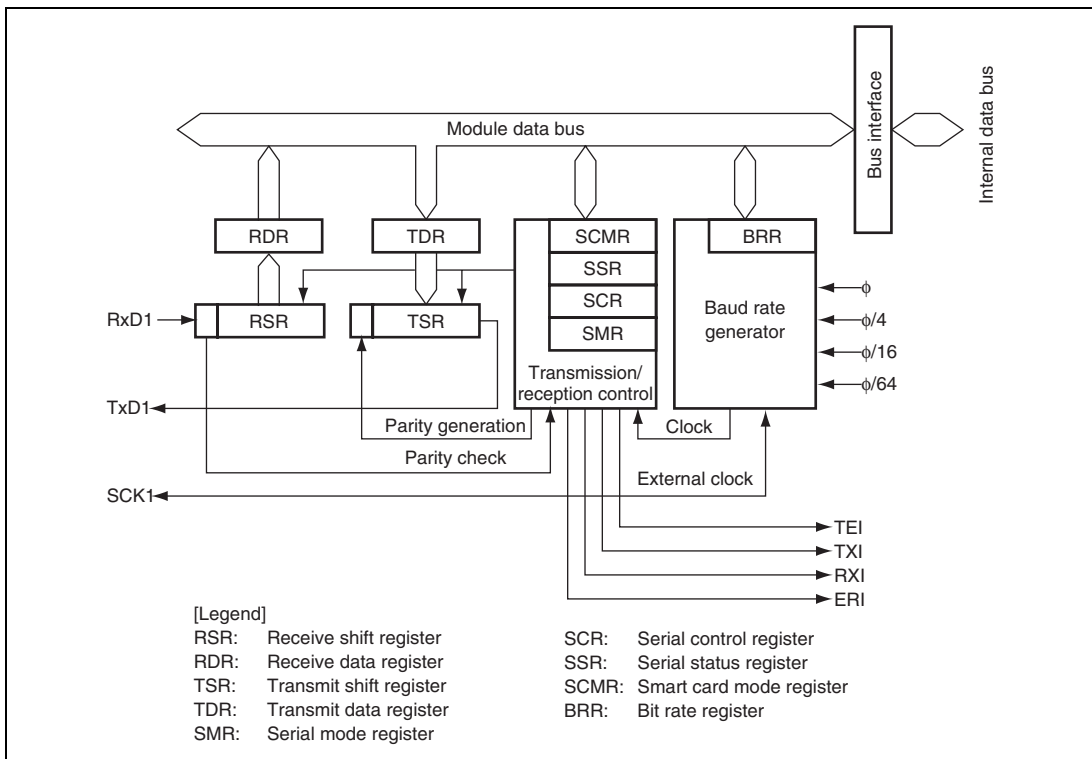 Module data bus
Bus interface
Internal data bus
RDR
TDR
SCMR
BRR
SSR
SCR
SMR
RxD1
RSR
TSR
Baud rate
generator
ϕ
ϕ/4
ϕ/16
ϕ/64
Transmission/
reception control
TxD1
Parity generation
Clock
Parity check
SCK1
External clock
TEI
TXI
RXI
ERI
[Legend]
RSR: Receive shift register
RDR: Receive data register
TSR: Transmit shift register
TDR: Transmit data register
SMR: Serial mode register
SCR: Serial control register
SSR: Serial status register
SCMR: Smart card mode register
BRR: Bit rate register